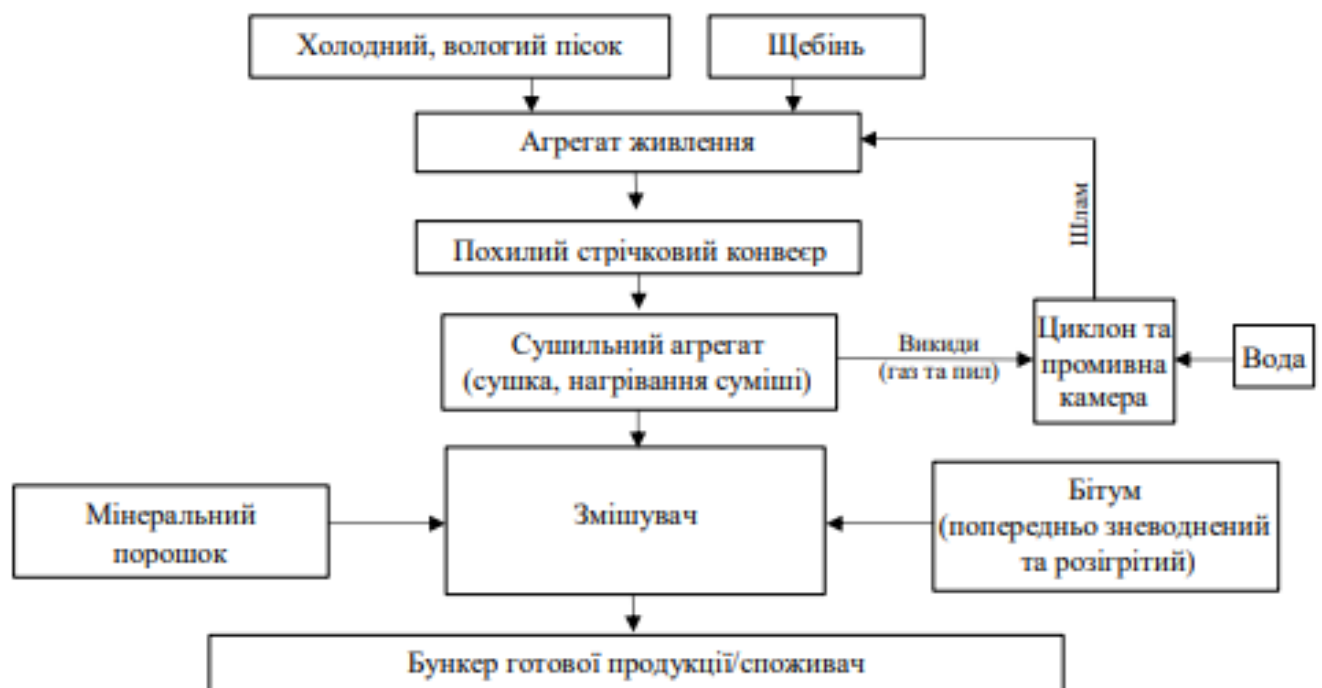 Холодний, вологий пісок
Щебінь
Агрегат живлення
Шлам
Похилий стрічковий конвеєр
Сушильний агрегат
(сушка, нагрівання суміші)
Викиди
(газ та пил)
Циклон та
промивна
камера
Вода
Мінеральний
порошок
Змішувач
Бітум
(попередньо зневоднений
та розігрітий)
Бункер готової продукції/споживач